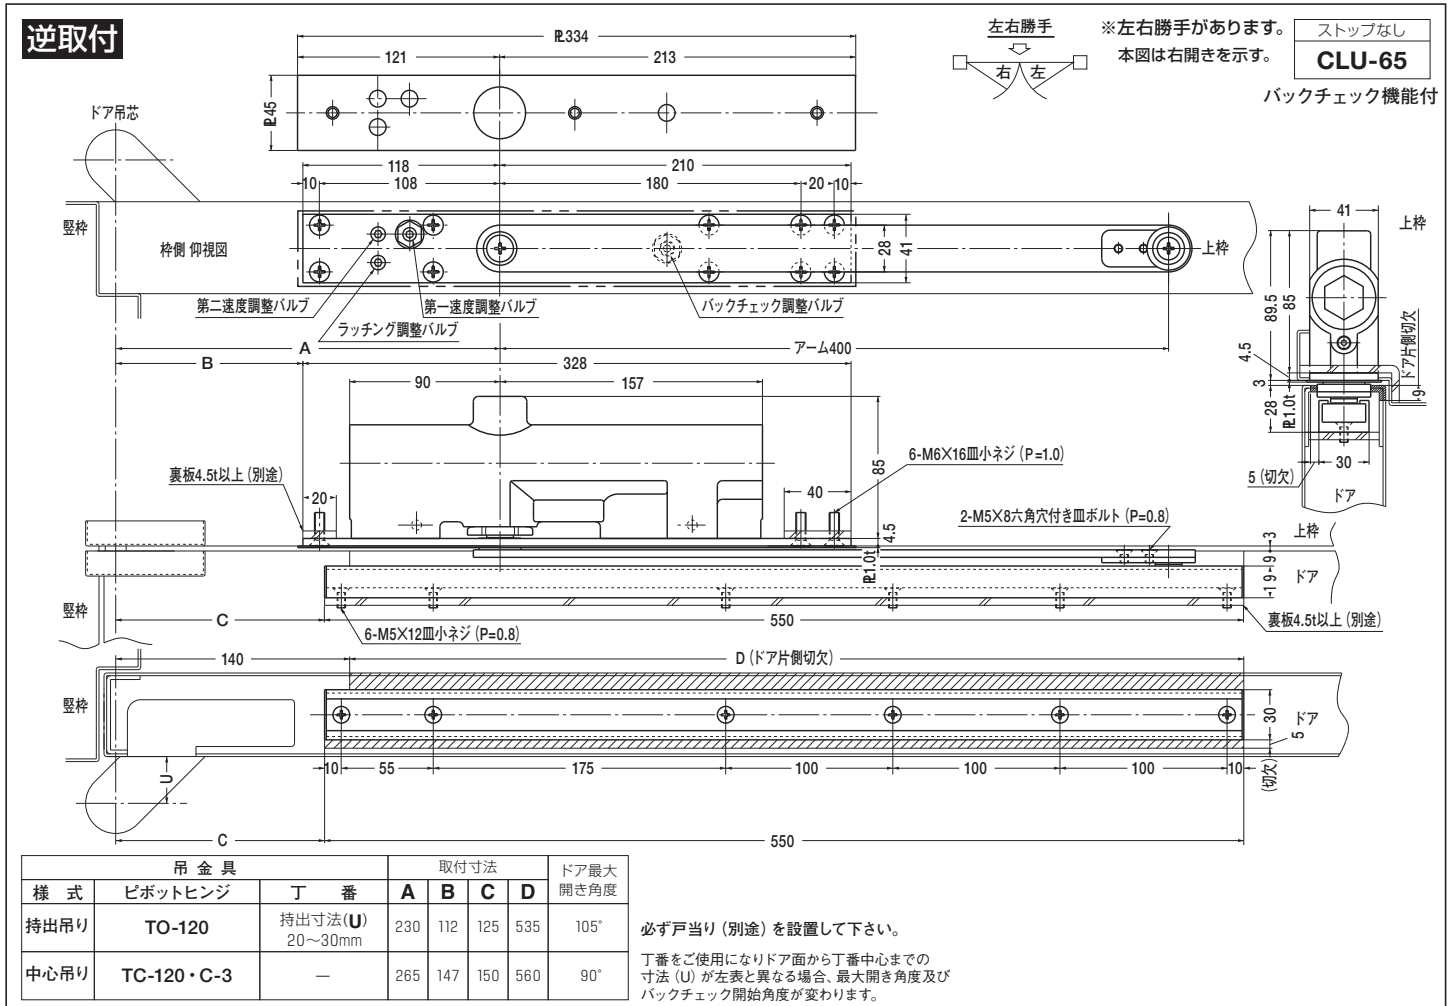 逆取付
左右勝手
右 左
※左右勝手があります。
本図は右開きを示す。
ストップなし
CLU-65
バックチェック機能付
PL334
121 213
PL45
ドア吊芯
118 210
10 108 180 20 10
竪枠
枠側 仰視図
28
41
上枠
第二速度調整バルブ
第一速度調整バルブ
ラッチング調整バルブ
バックチェック調整バルブ
A
アーム400
B
328
90 157
85
裏板4.5t以上(別途)
20
40
6-M6×16皿小ネジ(P=1.0)
2-M5×8六角穴付き皿ボルト(P=0.8)
4.5
PL1.0t
3
9
19
上枠
ドア
竪枠
C
550
6-M5×12皿小ネジ(P=0.8)
裏板4.5t以上(別途)
41
上枠
89.5
85
4.5
3
28
PL1.0t
ドア片側切欠
9
5(切欠)
30
ドア
140
D(ドア片側切欠)
竪枠
30
ドア
5
(切欠)
U
10 55 175 100 100 100 10
C
550
吊金具 取付寸法 ドア最大
開き角度
様式 ピボットヒンジ 丁番 A B C D
持出吊り TO-120 持出寸法(U)
20〜30mm 230 112 125 535 105°
中心吊り TC-120・C-3 — 265 147 150 560 90°
必ず戸当り(別途)を設置して下さい。
丁番をご使用になりドア面から丁番中心までの
寸法(U)が左表と異なる場合、最大開き角度及び
バックチェック開始角度が変わります。